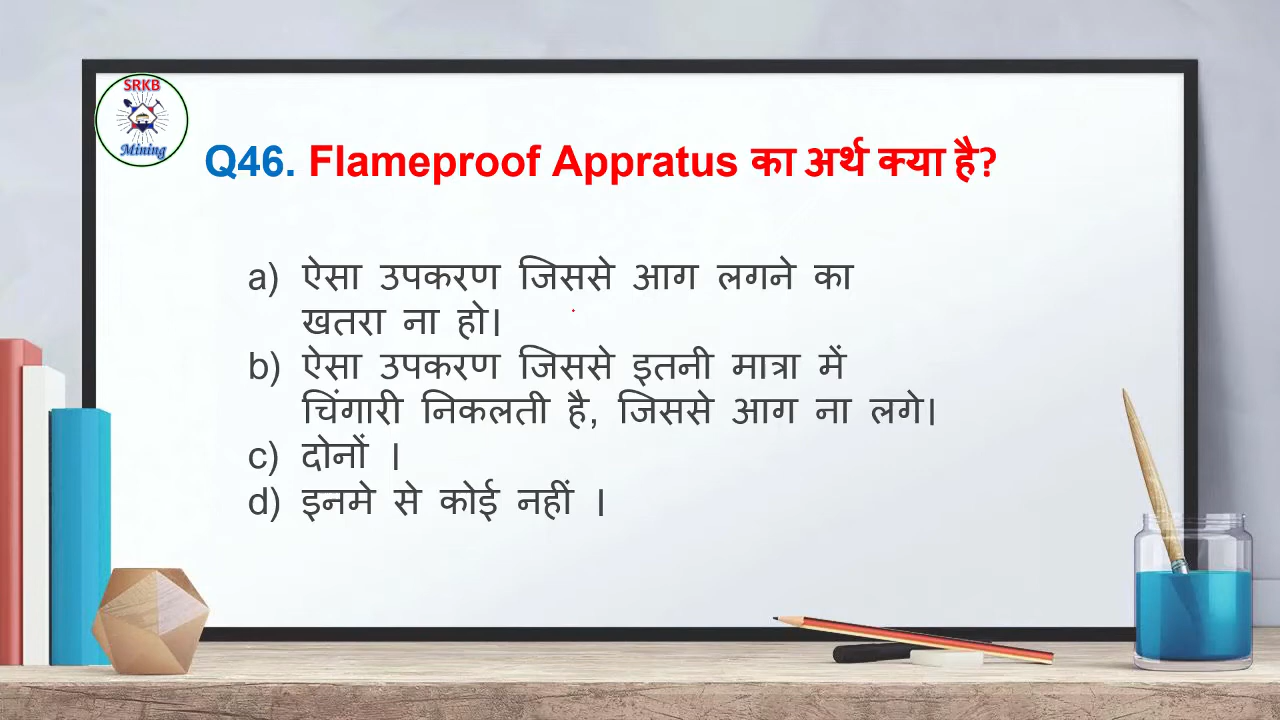 SRKB
Mining
Q46. Flameproof Appratus का अर्थ क्या है?
a) ऐसा उपकरण जिससे आग लगने का
खतरा ना हो।
b) ऐसा उपकरण जिससे इतनी मात्रा में
चिंगारी निकलती है, जिससे आग ना लगे।
c) दोनों ।
d) इनमे से कोई नहीं ।